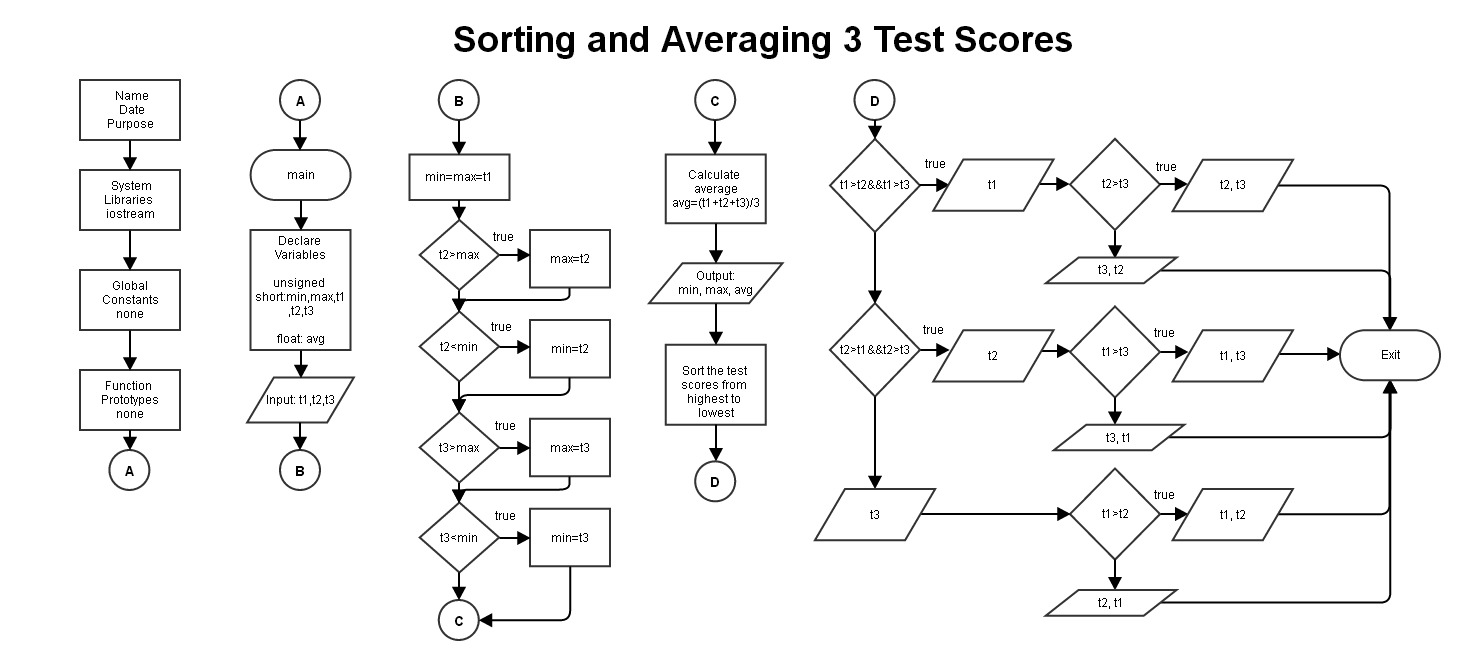 Sorting and Averaging 3 Test Scores
Name
Date
Purpose
System
Libraries
iostream
Global
Constants
none
Function
Prototypes
none
A
A
main
Declare
Variables
unsigned
short:min,max,t1
,t2,t3
float: avg
Input: t1,t2,t3
B
B
min=max=t1
t2>max
true
max=t2
t2<min
true
min=t2
t3>max
true
max=t3
t3<min
true
min=t3
C
C
Calculate
average
avg=(t1+t2+t3)/3
Output:
min, max, avg
Sort the test
scores from
highest to
lowest
D
D
t1>t2&&t1>t3
true
t1
t2>t3
true
t2, t3
t3, t2
t2>t1&&t2>t3
true
t2
t1>t3
true
t1, t3
Exit
t3, t1
t3
t1>t2
true
t1, t2
t2, t1